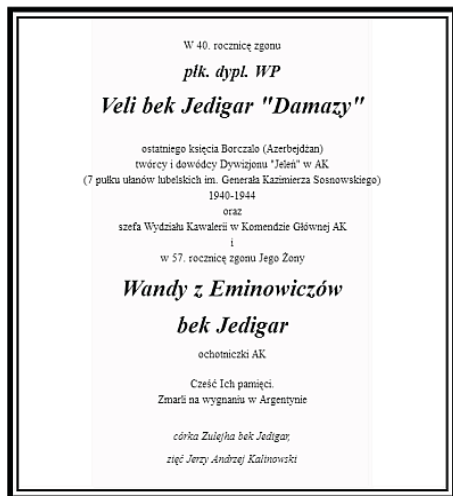 W 40. rocznicę zgonu
płk. dypl. WP
Veli bek Jedigar "Damazy"
ostatniego księcia Borczalo (Azerbejdżan)
twórcy i dowódcy Dywizjonu "Jeleń" w AK
(7 pułku ułanów lubelskich im. Generała Kazimierza Sosnowskiego)
1940-1944
oraz
szefa Wydziału Kawalerii w Komendzie Głównej AK
i
w 57. rocznicę zgonu Jego Żony
Wandy z Eminowiczów
bek Jedigar
ochotniczki AK
Cześć Ich pamięci.
Zmarli na wygnaniu w Argentynie
córka Zulejha bek Jedigar,
zięć Jerzy Andrzej Kalinowski